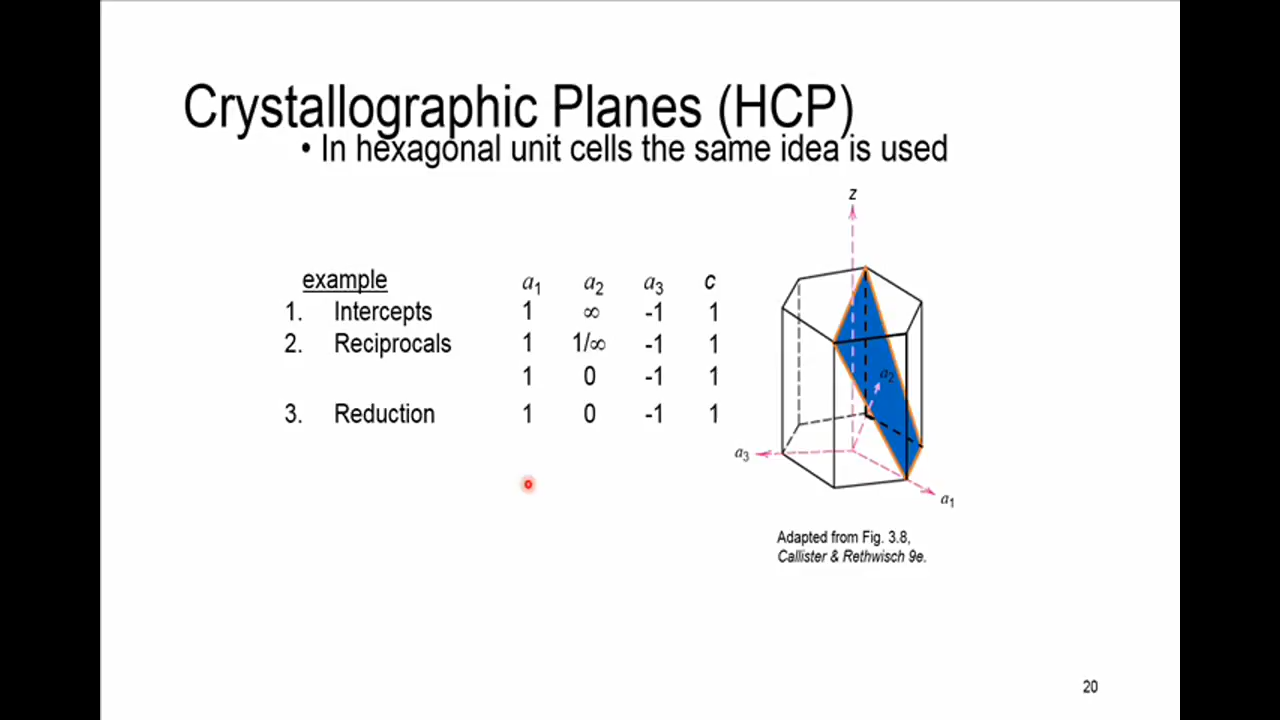 Crystallographic Planes (HCP)
• In hexagonal unit cells the same idea is used
z
example a₁ a₂ a₃ c
1. Intercepts 1 ∞ -1 1
2. Reciprocals 1 1/∞ -1 1
1 0 -1 1
3. Reduction 1 0 -1 1
a₂
a₃
a₁
Adapted from Fig. 3.8,
Callister & Rethwisch 9e.
20